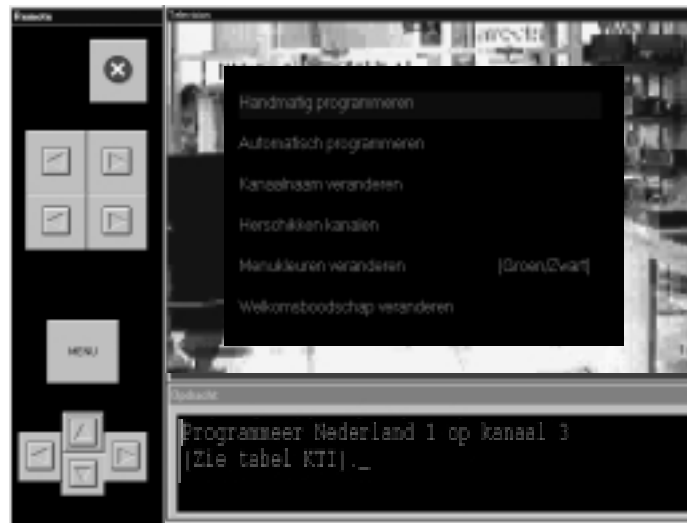 Remote
Television
Handmatig programmeren
Automatisch programmeren
Kanaalnaam veranderen
Herschikken kanalen
Menukleuren veranderen [Groen/Zwart]
Welkomsboodschap veranderen
MENU
Opdracht
Programmeer Nederland 1 op kanaal 3
(Zie tabel KTI)._